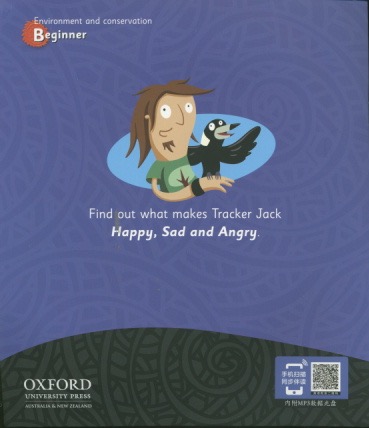 Environment and conservation
Beginner
Find out what makes Tracker Jack
Happy, Sad and Angry.
OXFORD
UNIVERSITY PRESS
AUSTRALIA & NEW ZEALAND
手机扫描
同步伴读
内附MP3数据光盘